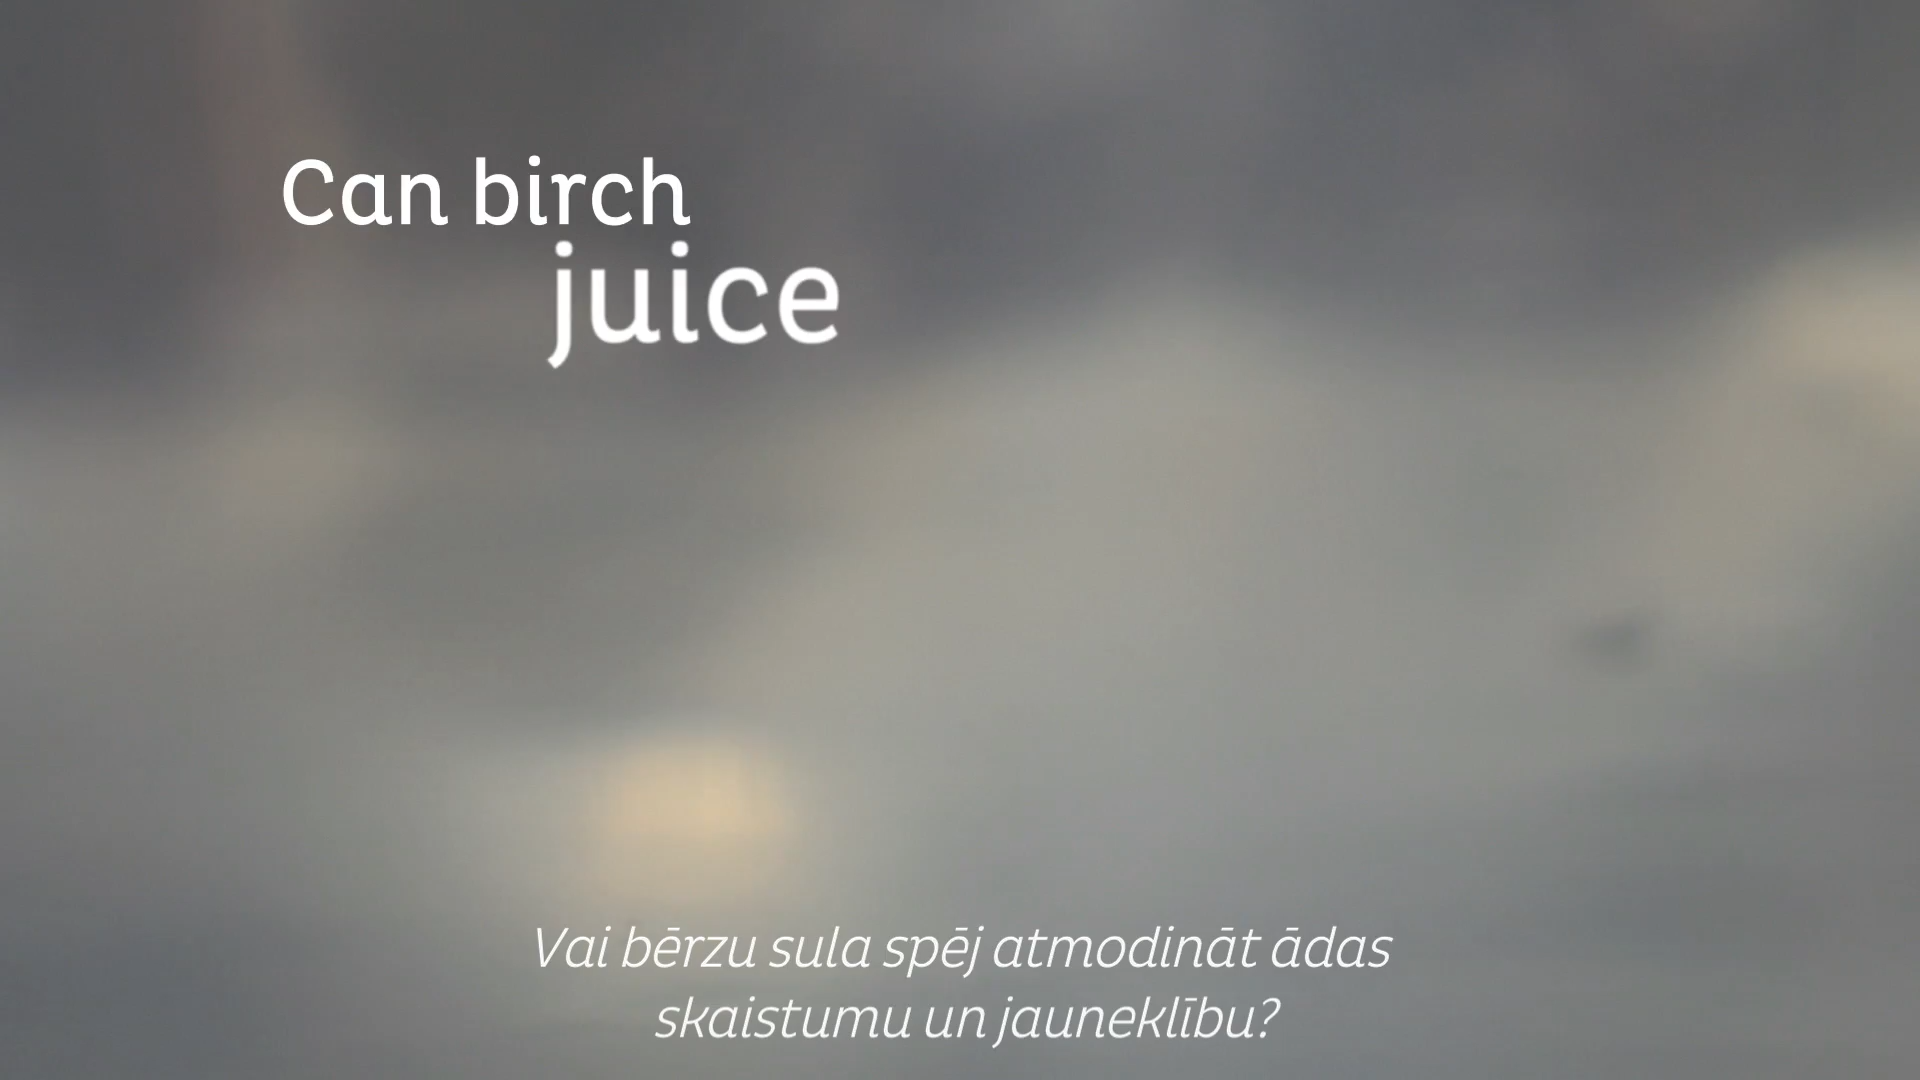 Can birch
juice
Vai bērzu sula spēj atmodināt ādas
skaistumu un jauneklību?